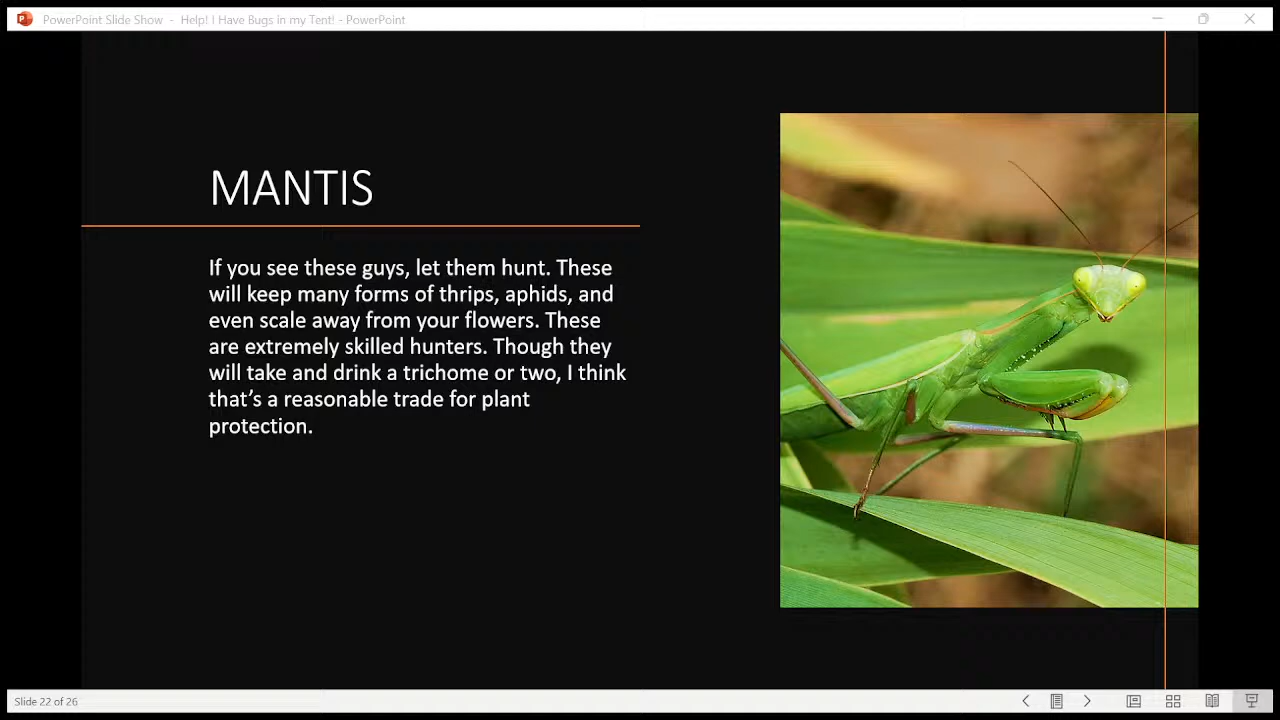 PowerPoint Slide Show - Help! I Have Bugs in my Tent! - PowerPoint
MANTIS
If you see these guys, let them hunt. These
will keep many forms of thrips, aphids, and
even scale away from your flowers. These
are extremely skilled hunters. Though they
will take and drink a trichome or two, I think
that’s a reasonable trade for plant
protection.
Slide 22 of 26